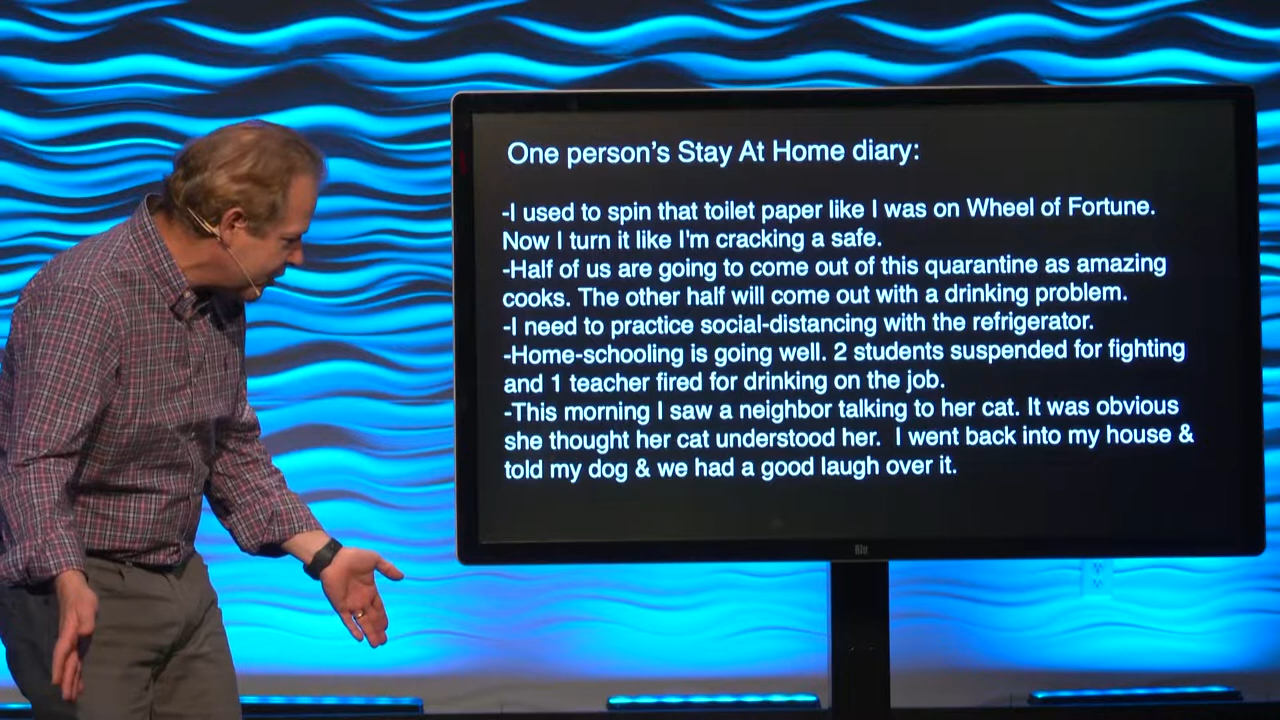 One person's Stay At Home diary:
-I used to spin that toilet paper like I was on Wheel of Fortune.
Now I turn it like I'm cracking a safe.
-Half of us are going to come out of this quarantine as amazing
cooks. The other half will come out with a drinking problem.
-I need to practice social-distancing with the refrigerator.
-Home-schooling is going well. 2 students suspended for fighting
and 1 teacher fired for drinking on the job.
-This morning I saw a neighbor talking to her cat. It was obvious
she thought her cat understood her.  I went back into my house &
told my dog & we had a good laugh over it.
elo